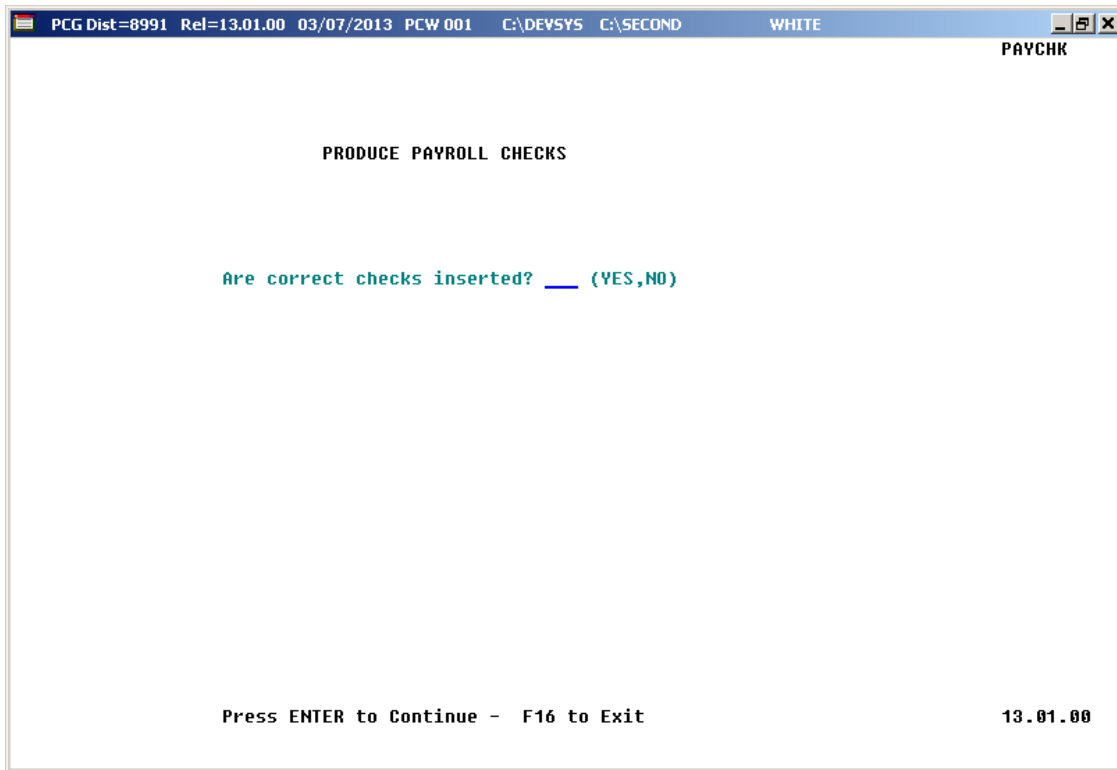 PCG Dist=8991 Rel=13.01.00 03/07/2013 PCW 001 C:\DEVSYS C:\SECOND WHITE
PAYCHK
PRODUCE PAYROLL CHECKS
Are correct checks inserted? ___ (YES,NO)
Press ENTER to Continue - F16 to Exit 13.01.00